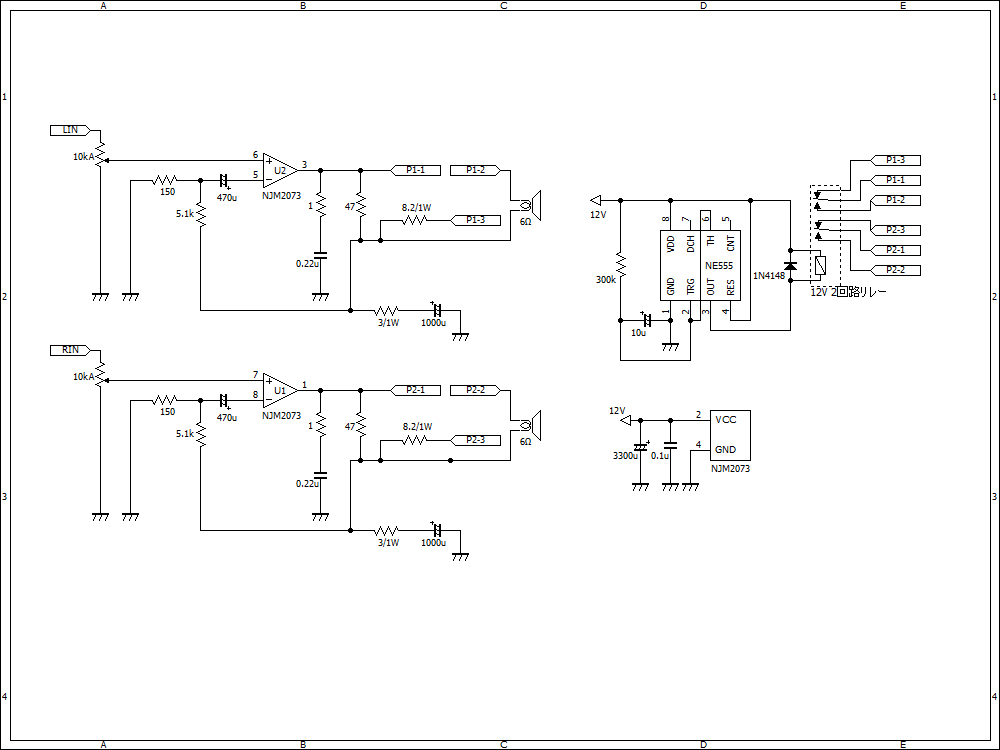 A B C D E
1 1
LIN
10kA
150
5.1k
470u
6
5
3
U2
NJM2073
1
47
0.22u
P1-1
P1-2
8.2/1W
P1-3
6Ω
3/1W
1000u
12V
300k
8 7 6 5
VDD DCH TH CNT
NE555
GND TRG OUT RES
1 2 3 4
10u
1N4148
P1-3
P1-1
P1-2
P2-3
P2-1
P2-2
12V 2回路リレー
2 2
RIN
10kA
150
5.1k
470u
7
8
1
U1
NJM2073
1
47
0.22u
P2-1
P2-2
8.2/1W
P2-3
6Ω
3/1W
1000u
12V
3300u
0.1u
2 VCC
4 GND
NJM2073
3 3
4 4
A B C D E